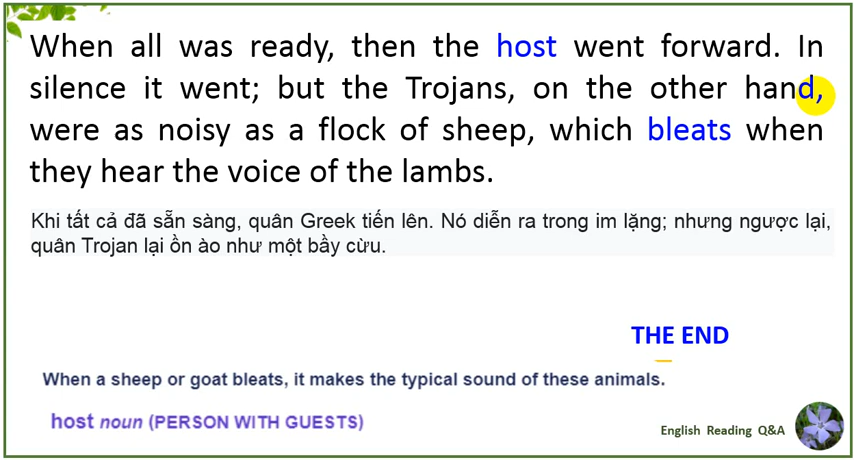 When all was ready, then the host went forward. In
silence it went; but the Trojans, on the other hand,
were as noisy as a flock of sheep, which bleats when
they hear the voice of the lambs.
Khi tất cả đã sẵn sàng, quân Greek tiến lên. Nó diễn ra trong im lặng; nhưng ngược lại,
quân Trojan lại ồn ào như một bầy cừu.
THE END
When a sheep or goat bleats, it makes the typical sound of these animals.
host noun (PERSON WITH GUESTS)
English Reading Q&A